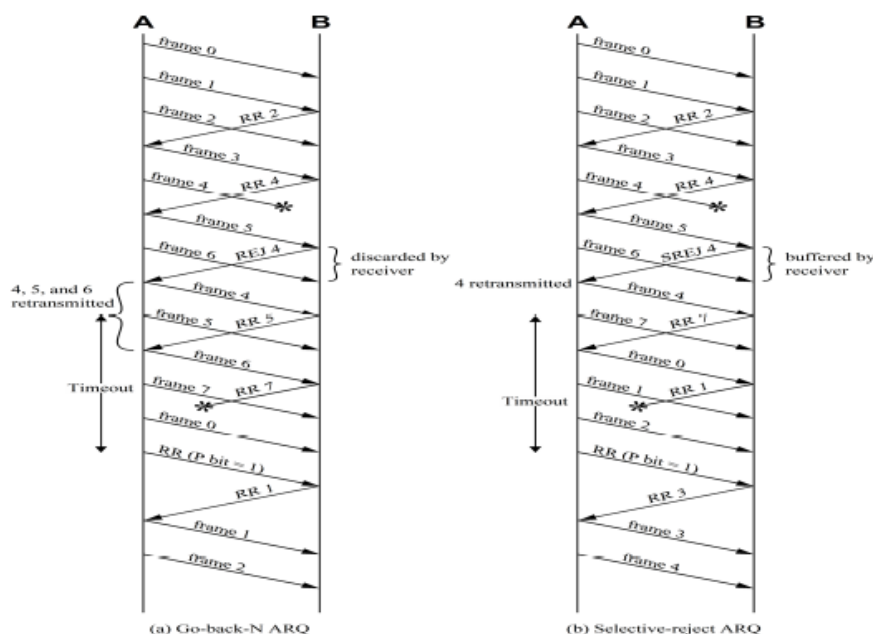 A
B
frame 0
frame 1
frame 2
RR 2
frame 3
frame 4
RR 4
*
frame 5
frame 6
REJ 4
discarded by
receiver
4, 5, and 6
retransmitted
frame 4
frame 5
RR 5
frame 6
Timeout
frame 7
RR 7
*
frame 0
RR (P bit = 1)
RR 1
frame 1
frame 2
(a) Go-back-N ARQ
A
B
frame 0
frame 1
frame 2
RR 2
frame 3
frame 4
RR 4
*
frame 5
frame 6
SREJ 4
buffered by
receiver
4 retransmitted
frame 4
frame 7
RR 7
frame 0
Timeout
frame 1
RR 1
*
frame 2
RR (P bit = 1)
RR 3
frame 3
frame 4
(b) Selective-reject ARQ